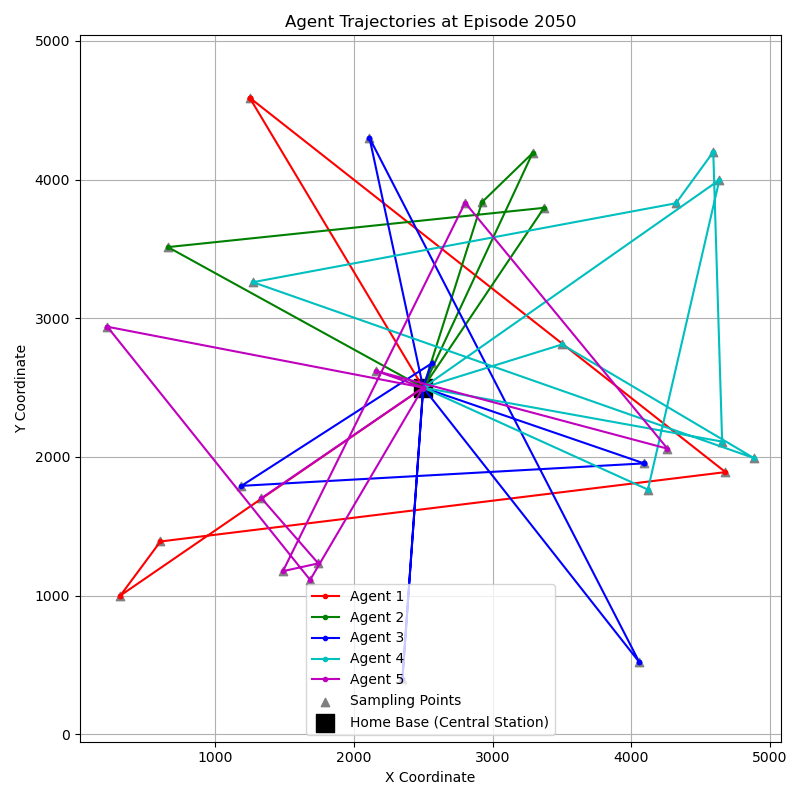 Agent Trajectories at Episode 2050
5000
4000
3000
2000
1000
0
Y Coordinate
1000
2000
3000
4000
5000
X Coordinate
Agent 1
Agent 2
Agent 3
Agent 4
Agent 5
Sampling Points
Home Base (Central Station)